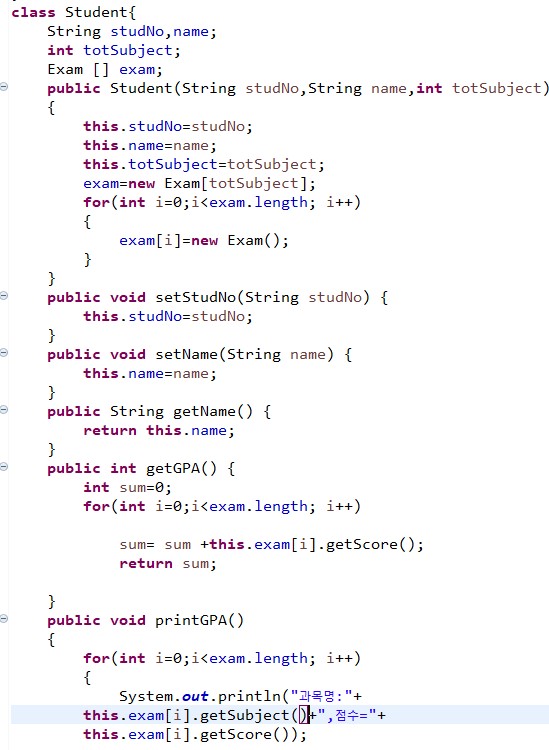 class Student{
String studNo,name;
int totSubject;
Exam [] exam;
public Student(String studNo,String name,int totSubject)
{
this.studNo=studNo;
this.name=name;
this.totSubject=totSubject;
exam=new Exam[totSubject];
for(int i=0;i<exam.length; i++)
{
exam[i]=new Exam();
}
}
public void setStudNo(String studNo) {
this.studNo=studNo;
}
public void setName(String name) {
this.name=name;
}
public String getName() {
return this.name;
}
public int getGPA() {
int sum=0;
for(int i=0;i<exam.length; i++)
sum= sum +this.exam[i].getScore();
return sum;
}
public void printGPA()
{
for(int i=0;i<exam.length; i++)
{
System.out.println("과목명:"+
this.exam[i].getSubject()+",점수="+
this.exam[i].getScore());